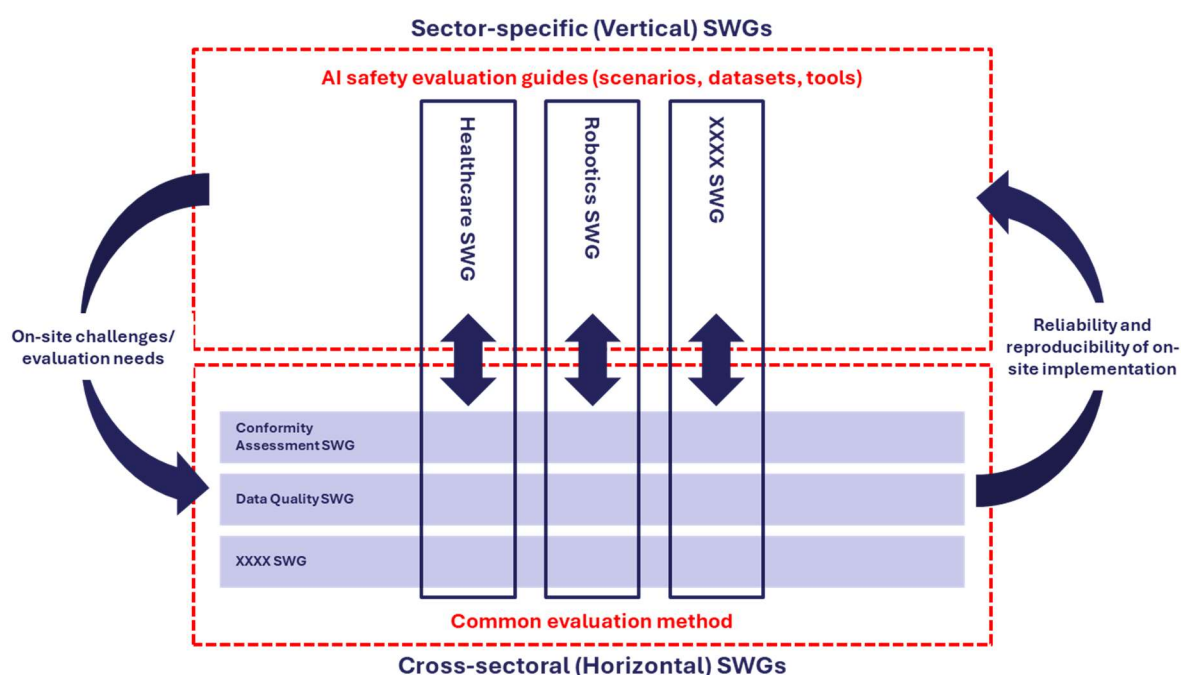 Sector-specific (Vertical) SWGs
AI safety evaluation guides (scenarios, datasets, tools)
Healthcare SWG
Robotics SWG
XXXX SWG
On-site challenges/
evaluation needs
Reliability and
reproducibility of on-
site implementation
Conformity
Assessment SWG
Data Quality SWG
XXXX SWG
Common evaluation method
Cross-sectoral (Horizontal) SWGs